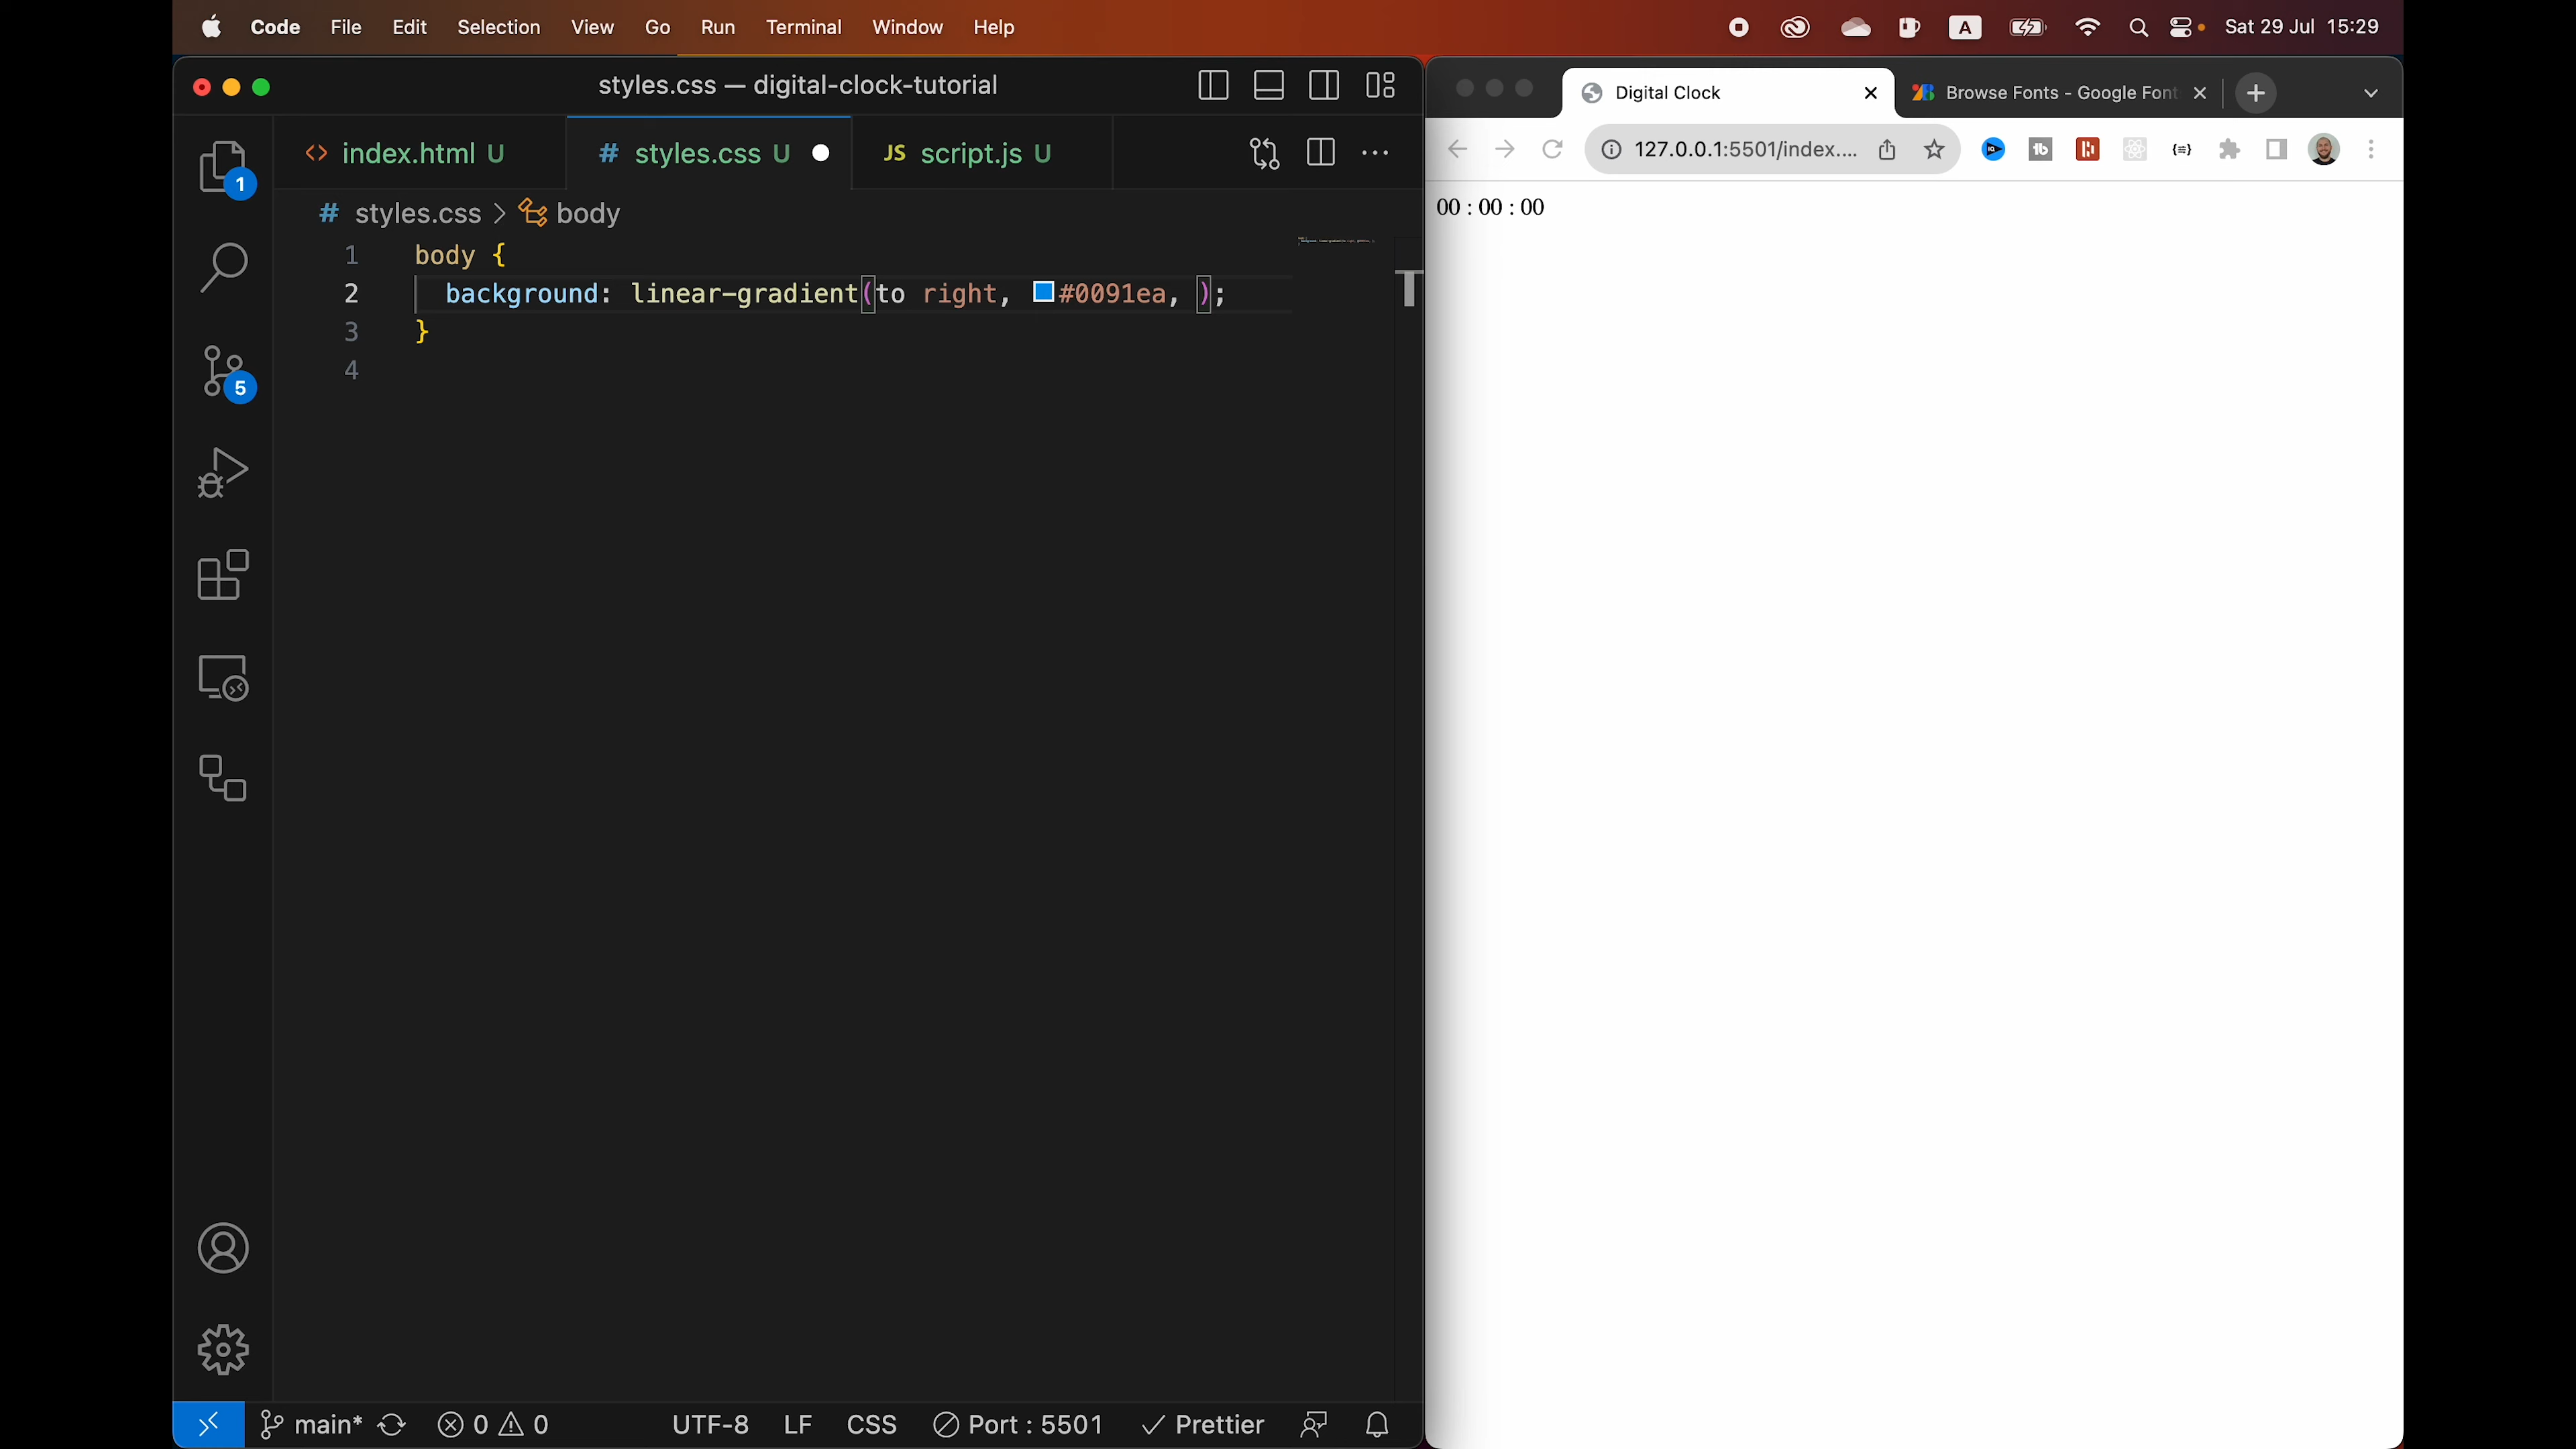 Code File Edit Selection View Go Run Terminal Window Help A Sat 29 Jul 15:29
styles.css — digital-clock-tutorial
Digital Clock
Browse Fonts - Google Font
<> index.html U
# styles.css U
JS script.js U
127.0.0.1:5501/index....
1
# styles.css > body
00 : 00 : 00
1 body {
2 background: linear-gradient(to right, #0091ea, );
3 }
4
5
main* 0 0 UTF-8 LF CSS Port : 5501 Prettier